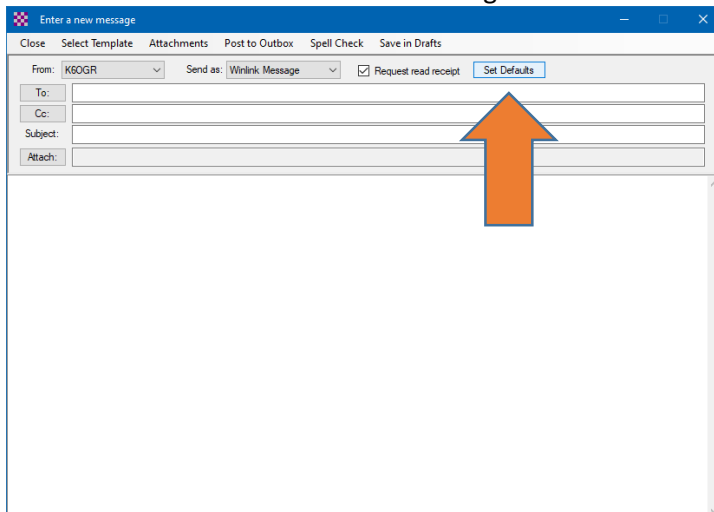 Enter a new message
Close Select Template Attachments Post to Outbox Spell Check Save in Drafts
From: K6OGR Send as: Winlink Message Request read receipt Set Defaults
To:
Cc:
Subject:
Attach: